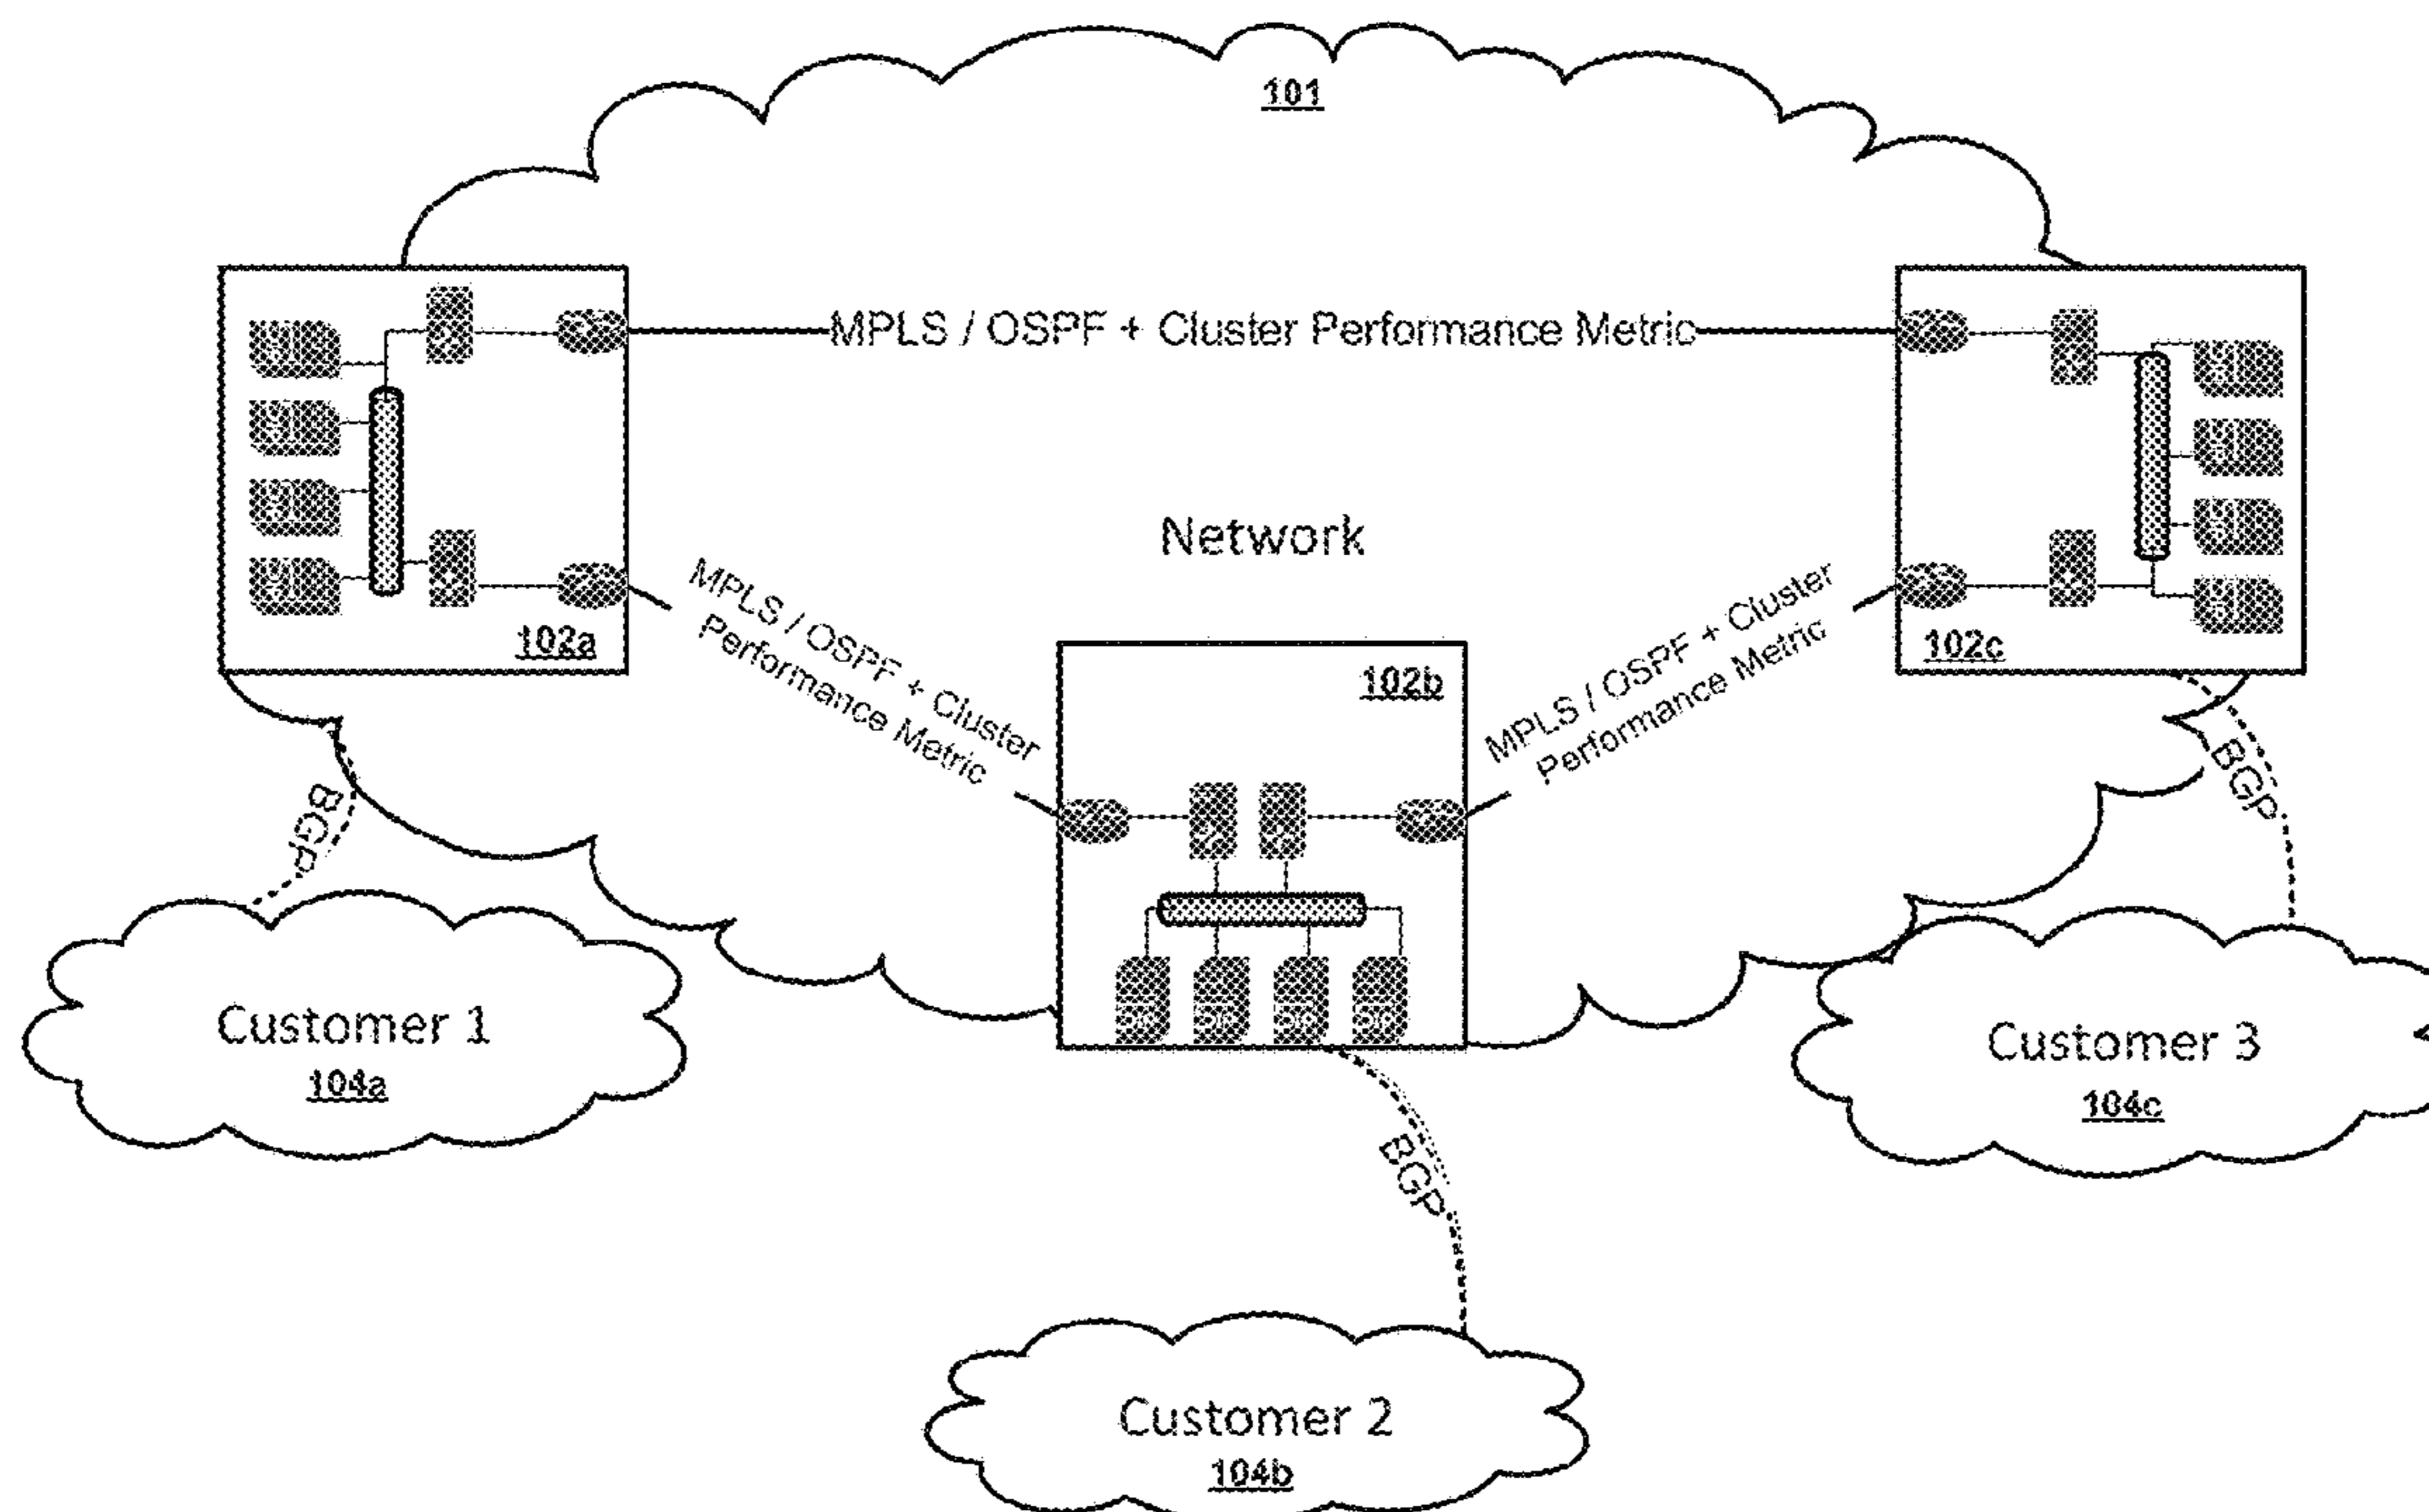 101
MPLS / OSPF + Cluster Performance Metric
Network
102a
MPLS / OSPF + Cluster
Performance Metric
102b
MPLS / OSPF + Cluster
Performance Metric
102c
BGP
BGP
Customer 1
104a
Customer 3
104c
BGP
Customer 2
104b